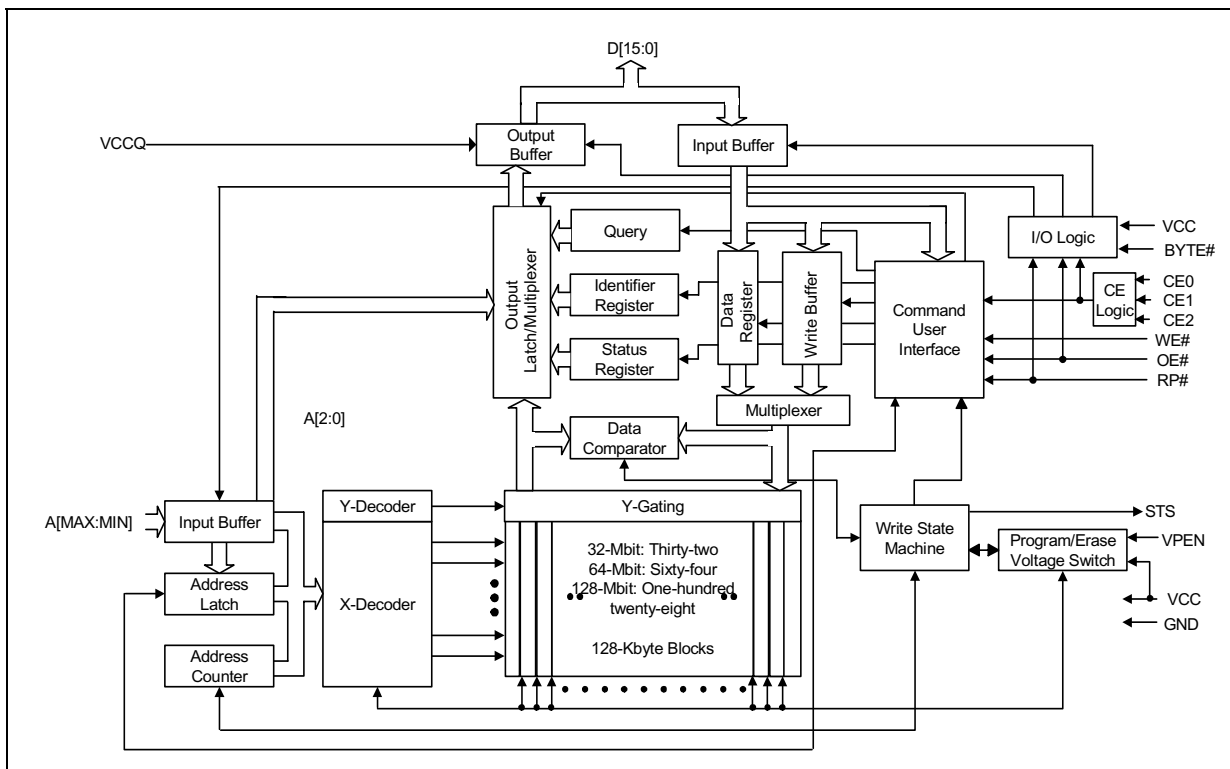 D[15:0]
VCCQ
Output
Buffer
Input Buffer
Output
Latch/Multiplexer
Query
Identifier
Register
Status
Register
Data
Register
Write Buffer
Command
User
Interface
I/O Logic
VCC
BYTE#
CE
Logic
CE0
CE1
CE2
WE#
OE#
RP#
Multiplexer
A[2:0]
Data
Comparator
A[MAX:MIN]
Input Buffer
Y-Decoder
Y-Gating
Write State
Machine
STS
Program/Erase
Voltage Switch
VPEN
VCC
GND
Address
Latch
X-Decoder
32-Mbit: Thirty-two
64-Mbit: Sixty-four
128-Mbit: One-hundred
twenty-eight
128-Kbyte Blocks
Address
Counter